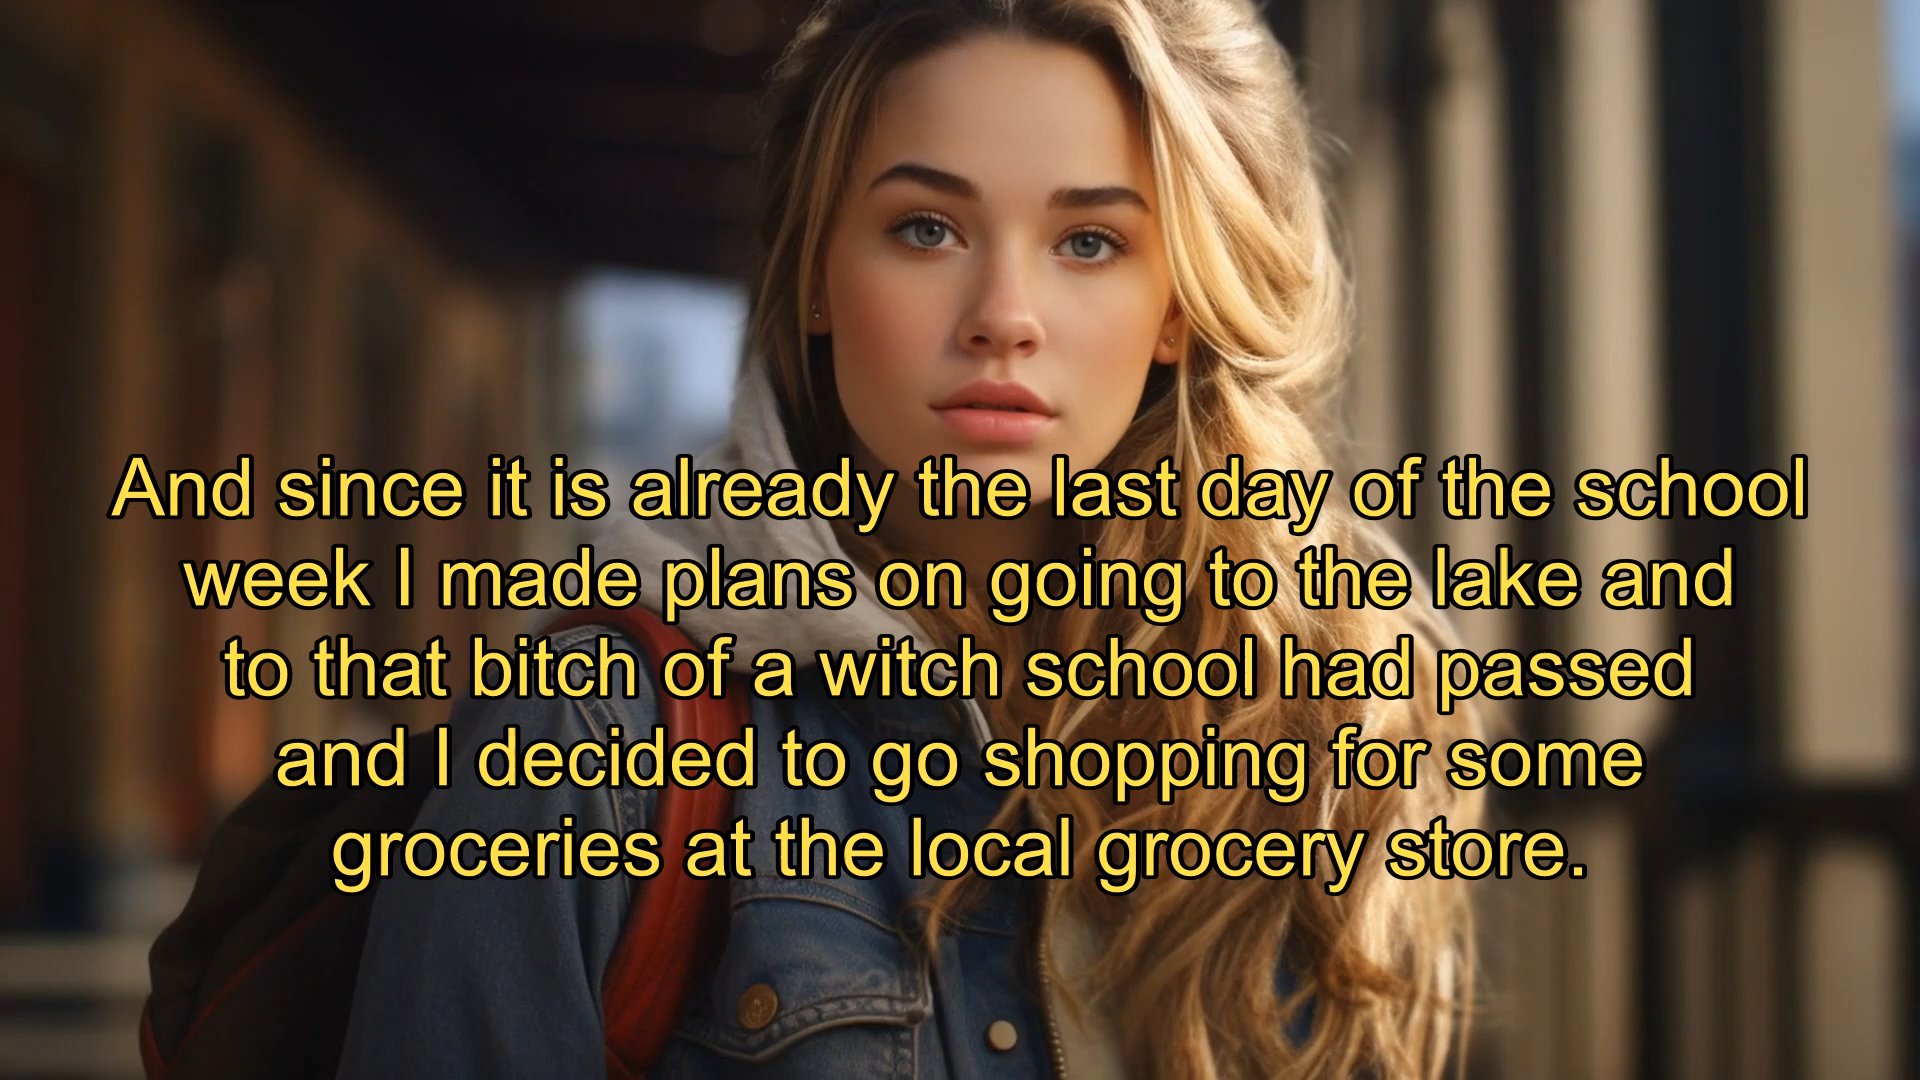 And since it is already the last day of the school
week I made plans on going to the lake and
to that bitch of a witch school had passed
and I decided to go shopping for some
groceries at the local grocery store.